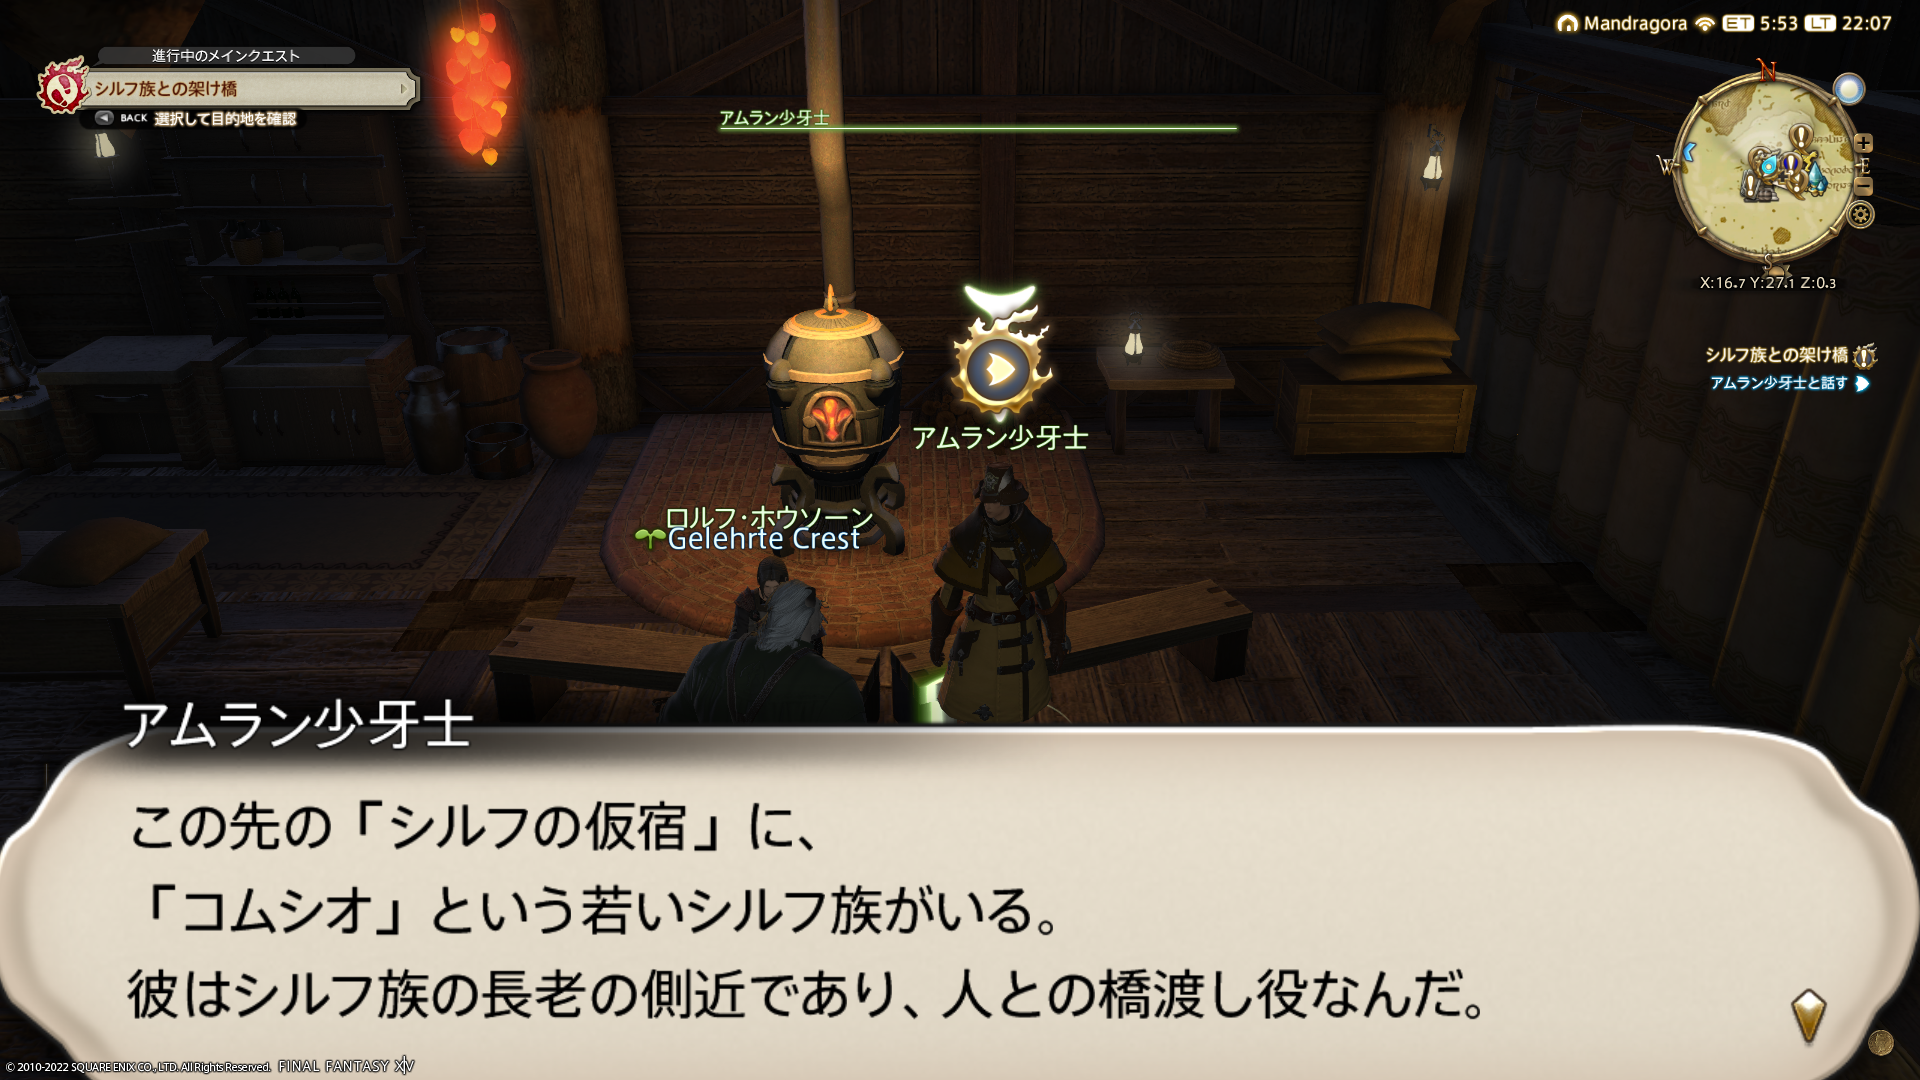 進行中のメインクエスト
シルフ族との架け橋
BACK 選択して目的地を確認
アムラン少牙士
Mandragora ET 5:53 LT 22:07
N
W
E
S
X:16.7 Y:27.1 Z:0.3
シルフ族との架け橋
アムラン少牙士と話す
アムラン少牙士
ロルフ・ホウソーン
Gelehrte Crest
アムラン少牙士
この先の「シルフの仮宿」に、
「コムシオ」という若いシルフ族がいる。
彼はシルフ族の長老の側近であり、人との橋渡し役なんだ。
© 2010-2022 SQUARE ENIX CO., LTD. All Rights Reserved. FINAL FANTASY XIV